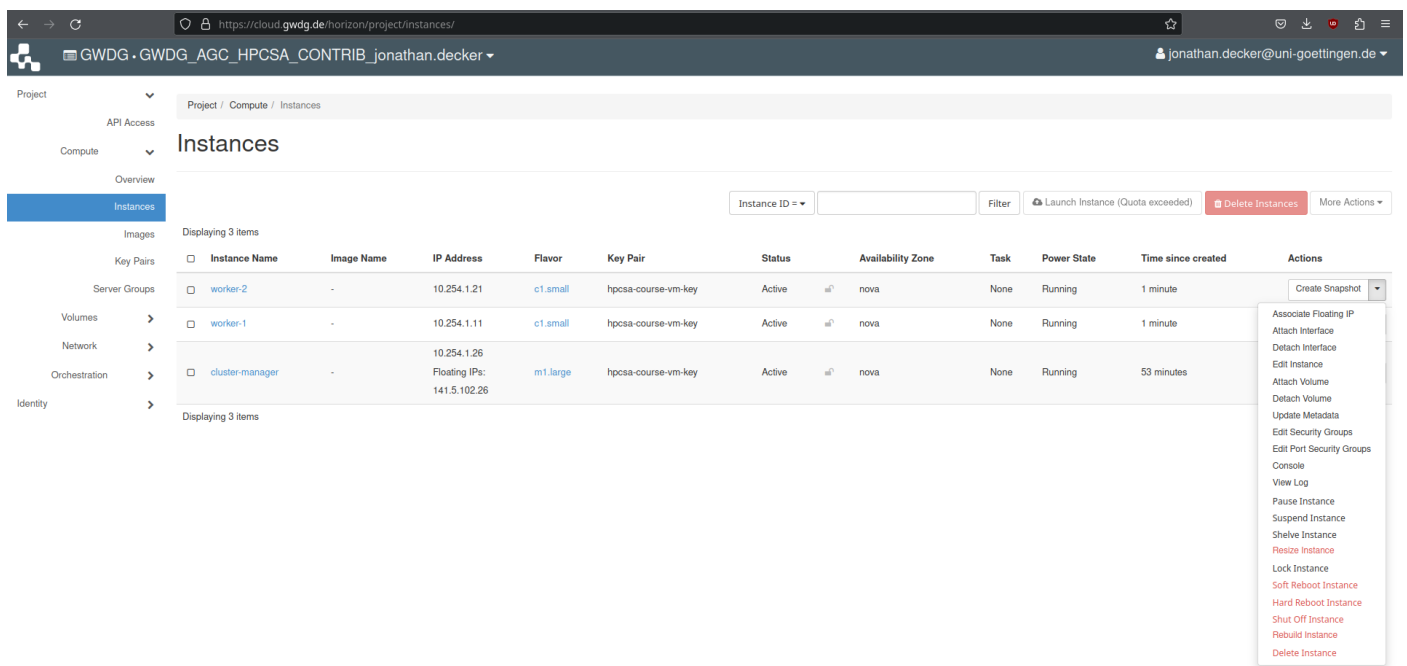 https://cloud.gwdg.de/horizon/project/instances/
GWDG • GWDG_AGC_HPCSA_CONTRIB_jonathan.decker
jonathan.decker@uni-goettingen.de
Project
API Access
Compute
Overview
Instances
Images
Key Pairs
Server Groups
Volumes
Network
Orchestration
Identity
Project / Compute / Instances
Instances
Instance ID = Filter Launch Instance (Quota exceeded) Delete Instances More Actions
Displaying 3 items
Instance Name Image Name IP Address Flavor Key Pair Status Availability Zone Task Power State Time since created Actions
worker-2 - 10.254.1.21 c1.small hpcsa-course-vm-key Active nova None Running 1 minute Create Snapshot
worker-1 - 10.254.1.11 c1.small hpcsa-course-vm-key Active nova None Running 1 minute
10.254.1.26
cluster-manager - Floating IPs: m1.large hpcsa-course-vm-key Active nova None Running 53 minutes
141.5.102.26
Displaying 3 items
Associate Floating IP
Attach Interface
Detach Interface
Edit Instance
Attach Volume
Detach Volume
Update Metadata
Edit Security Groups
Edit Port Security Groups
Console
View Log
Pause Instance
Suspend Instance
Shelve Instance
Resize Instance
Lock Instance
Soft Reboot Instance
Hard Reboot Instance
Shut Off Instance
Rebuild Instance
Delete Instance